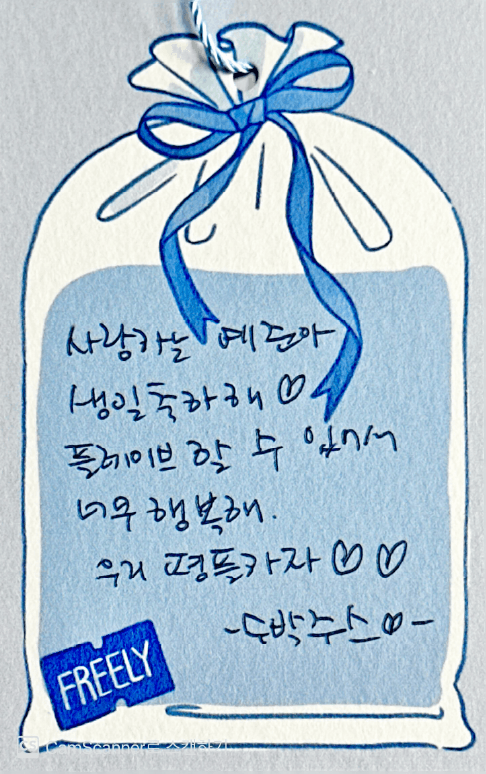 사랑하는 예준아
생일축하해♡
플레이브 할 수 있어서
너무 행복해.
우리 평플하자♡♡
-수박주스♡-
FREELY
CS CamScanner로 스캔하기